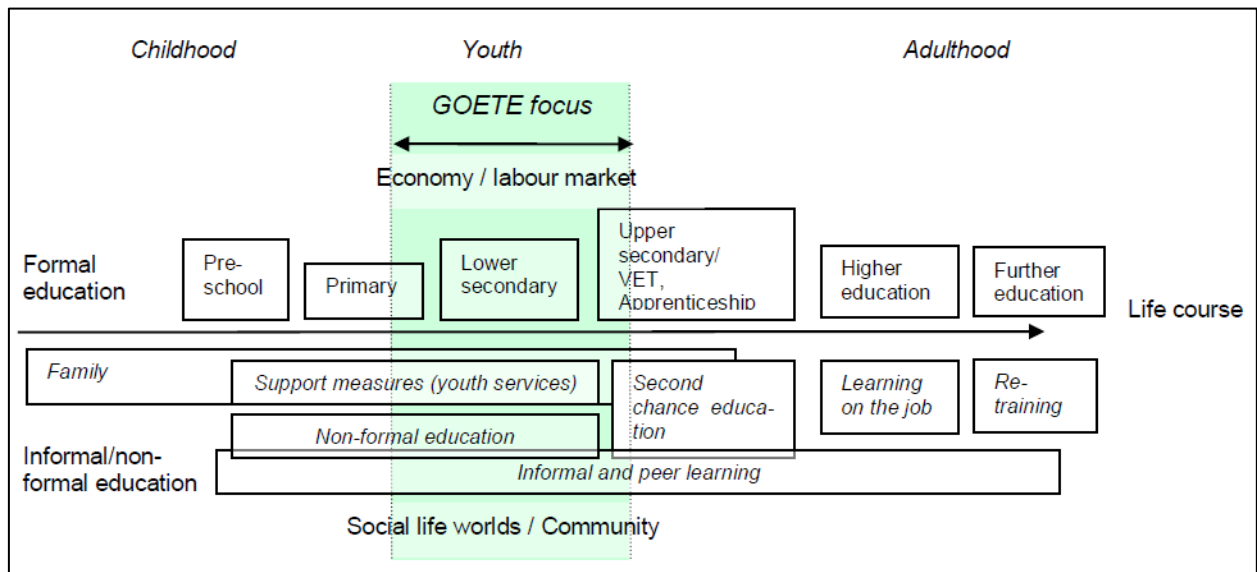 Childhood
Youth
Adulthood
GOETE focus
Economy / labour market
Formal
education
Pre-
school
Primary
Lower
secondary
Upper
secondary/
VET,
Apprenticeship
Higher
education
Further
education
Life course
Family
Support measures (youth services)
Second
chance educa-
tion
Learning
on the job
Re-
training
Non-formal education
Informal/non-
formal education
Informal and peer learning
Social life worlds / Community